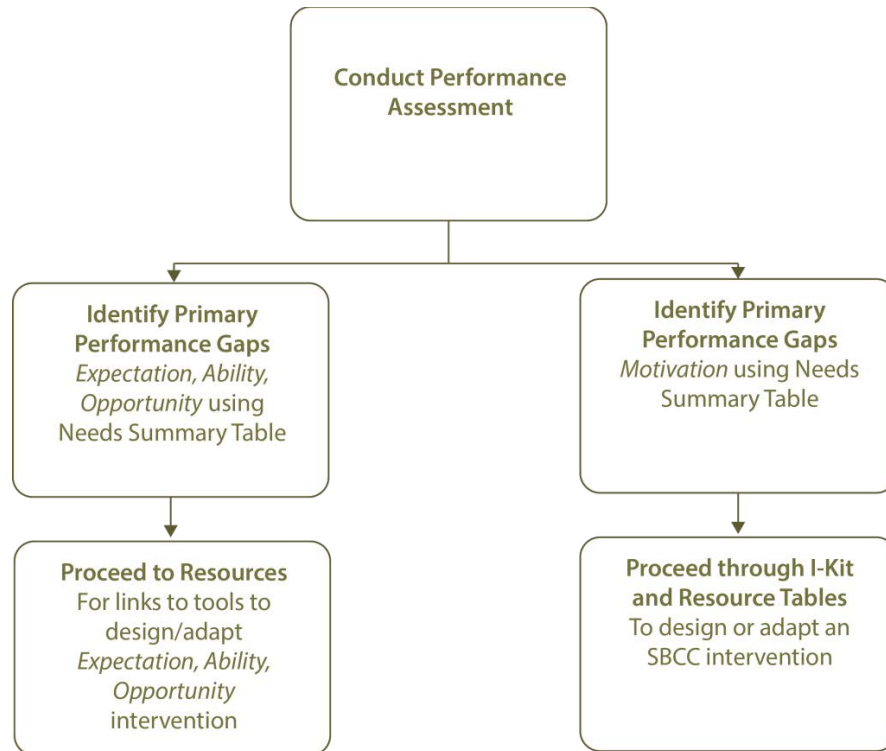 Conduct Performance
Assessment
Identify Primary
Performance Gaps
Expectation, Ability,
Opportunity using
Needs Summary Table
Identify Primary
Performance Gaps
Motivation using Needs
Summary Table
Proceed to Resources
For links to tools to
design/adapt
Expectation, Ability,
Opportunity
intervention
Proceed through I-Kit
and Resource Tables
To design or adapt an
SBCC intervention